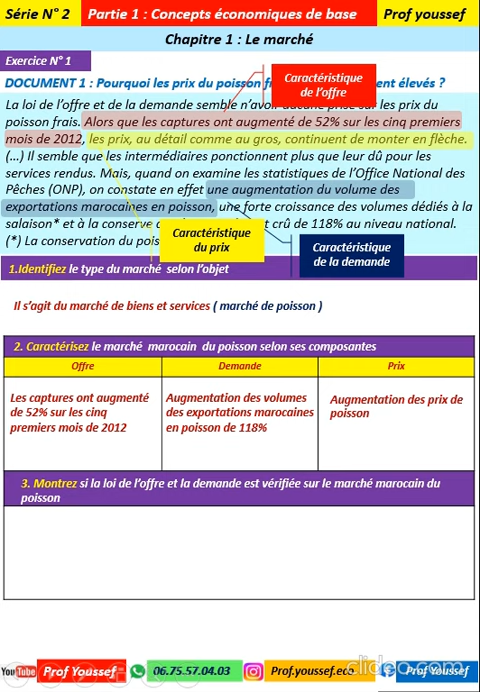 Série N° 2
Partie 1 : Concepts économiques de base
Prof youssef
Chapitre 1 : Le marché
Exercice N° 1
DOCUMENT 1 : Pourquoi les prix du poisson élevés ?
Caractéristique
de l'offre
La loi de l'offre et de la demande semble n'avoir aucune prise sur les prix du
poisson frais. Alors que les captures ont augmenté de 52% sur les cinq premiers
mois de 2012, les prix, au détail comme au gros, continuent de monter en flèche.
(...) Il semble que les intermédiaires ponctionnent plus que leur dû pour les
services rendus. Mais, quand on examine les statistiques de l'Office National des
Pêches (ONP), on constate en effet une augmentation du volume des
exportations marocaines en poisson, une forte croissance des volumes dédiés à la
salaison* et à la conserve crû de 118% au niveau national.
(*) La conservation du
Caractéristique
du prix
Caractéristique
de la demande
1.Identifiez le type du marché selon l'objet
Il s'agit du marché de biens et services ( marché de poisson )
2. Caractérisez le marché marocain du poisson selon ses composantes
Offre
Demande
Prix
Les captures ont augmenté
de 52% sur les cinq
premiers mois de 2012
Augmentation des volumes
des exportations marocaines
en poisson de 118%
Augmentation des prix de
poisson
3. Montrez si la loi de l'offre et la demande est vérifiée sur le marché marocain du
poisson
YouTube
Prof Youssef
06.75.57.04.03
Prof.youssef.eco
Prof Youssef
clideo.com